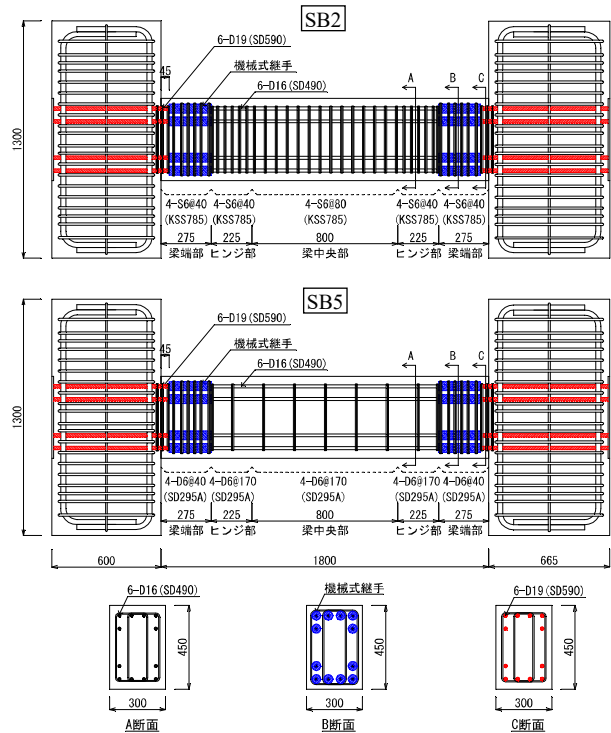 SB2
6-D19(SD590)
45
機械式継手
6-D16(SD490)
A
B
C
1300
4-S6@40 4-S6@40 4-S6@80 4-S6@40 4-S6@40
(KSS785) (KSS785) (KSS785) (KSS785) (KSS785)
275 225 800 225 275
梁端部 ヒンジ部 梁中央部 ヒンジ部 梁端部
SB5
6-D19(SD590)
45
機械式継手
6-D16(SD490)
A
B
C
1300
4-D6@40 4-D6@170 4-D6@170 4-D6@170 4-D6@40
(SD295A) (SD295A) (SD295A) (SD295A) (SD295A)
275 225 800 225 275
梁端部 ヒンジ部 梁中央部 ヒンジ部 梁端部
600 1800 665
6-D16(SD490)
450
300
A断面
機械式継手
450
300
B断面
6-D19(SD590)
450
300
C断面